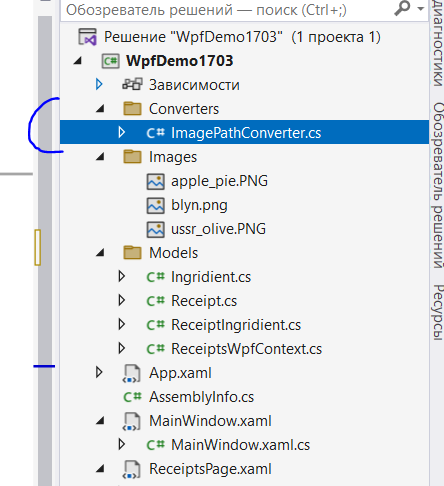 Обозреватель решений — поиск (Ctrl+;)
Решение "WpfDemo1703" (1 проекта 1)
C# WpfDemo1703
Зависимости
Converters
C# ImagePathConverter.cs
Images
apple_pie.PNG
blyn.png
ussr_olive.PNG
Models
C# Ingridient.cs
C# Receipt.cs
C# ReceiptIngridient.cs
C# ReceiptsWpfContext.cs
App.xaml
C# AssemblyInfo.cs
MainWindow.xaml
C# MainWindow.xaml.cs
ReceiptsPage.xaml
диагностики
Обозреватель решений
Ресурсы